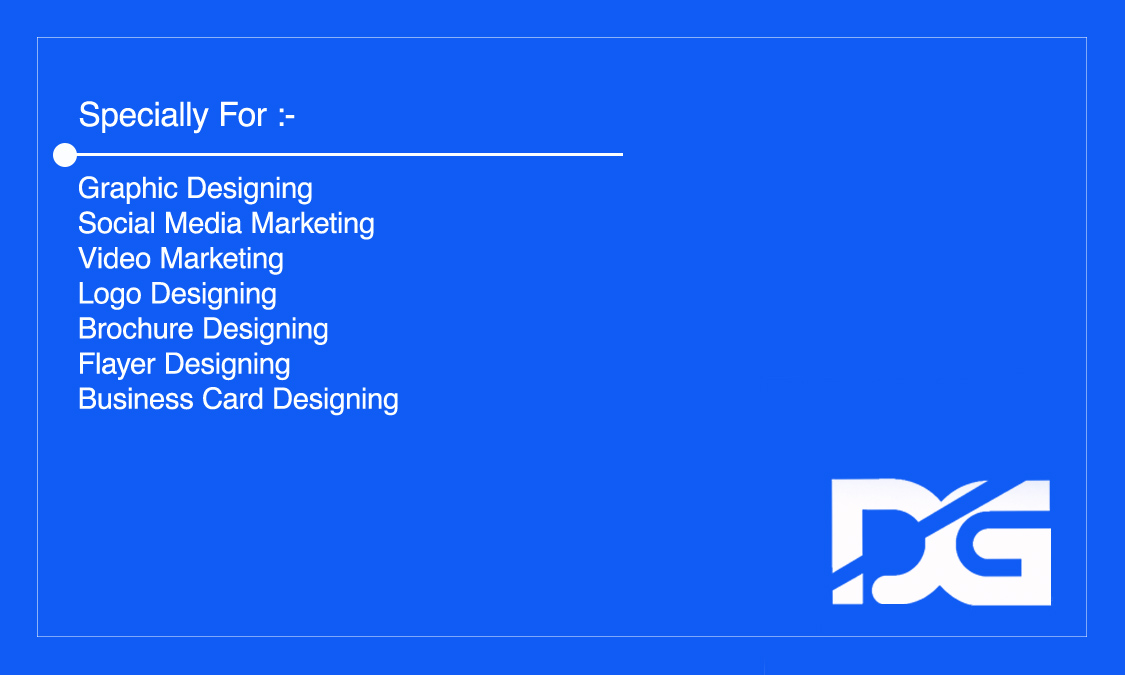 Specially For :-
Graphic Designing
Social Media Marketing
Video Marketing
Logo Designing
Brochure Designing
Flayer Designing
Business Card Designing
DG